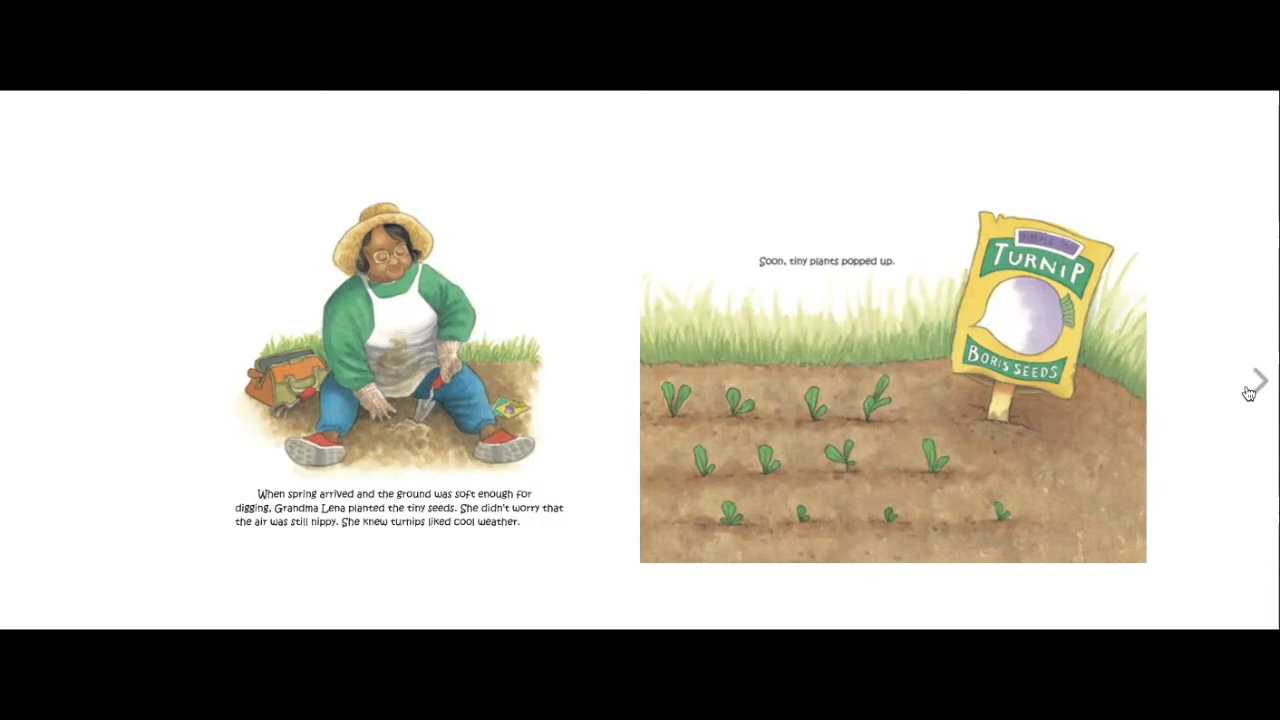 When spring arrived and the ground was soft enough for
digging, Grandma Lena planted the tiny seeds. She didn't worry that
the air was still nippy. She knew turnips liked cool weather.
Soon, tiny plants popped up.
TURNIP
BORIS SEEDS